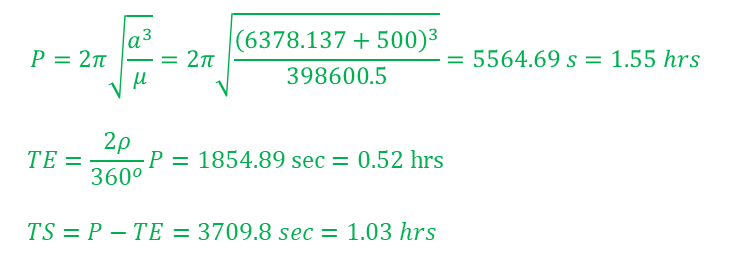 P = 2π√(a³/μ) = 2π√((6378.137 + 500)³/398600.5) = 5564.69 s = 1.55 hrs
TE = 2ρ/360° P = 1854.89 sec = 0.52 hrs
TS = P − TE = 3709.8 sec = 1.03 hrs